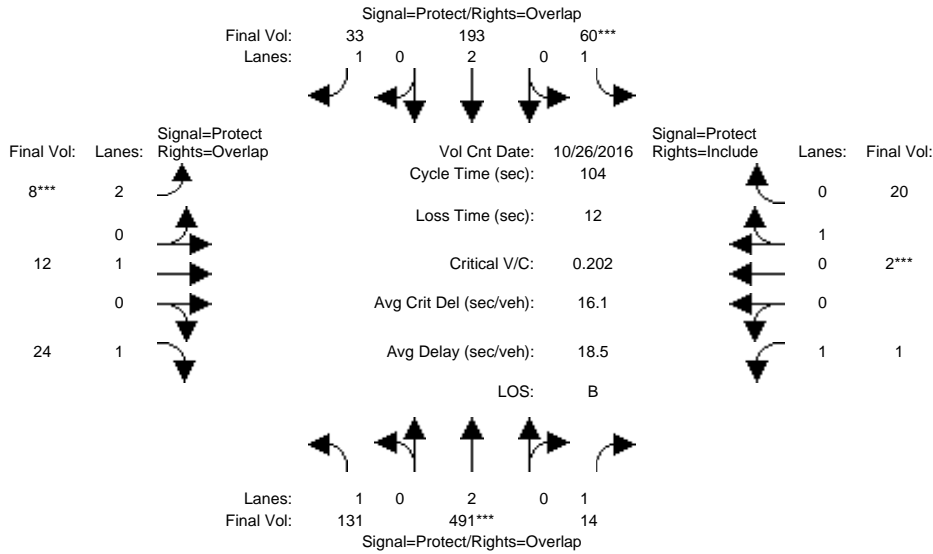 Signal=Protect/Rights=Overlap
Final Vol: 33 193 60***
Lanes: 1 0 2 0 1
Signal=Protect
Final Vol: Lanes: Rights=Overlap
Vol Cnt Date: 10/26/2016
Signal=Protect
Rights=Include Lanes: Final Vol:
Cycle Time (sec): 104
8*** 2
0 20
Loss Time (sec): 12
0
1
12 1
Critical V/C: 0.202
0 2***
0
Avg Crit Del (sec/veh): 16.1
0
24 1
Avg Delay (sec/veh): 18.5
1 1
LOS: B
Lanes: 1 0 2 0 1
Final Vol: 131 491*** 14
Signal=Protect/Rights=Overlap